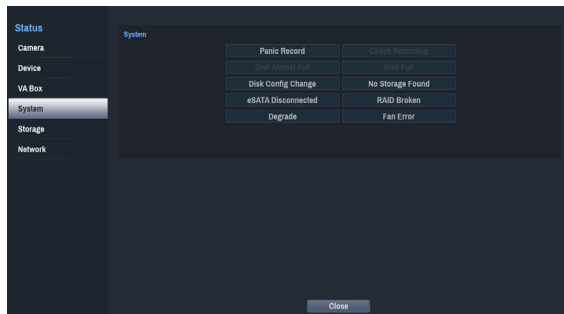 Status
Camera
Device
VA Box
System
Storage
Network
System
Panic Record Check Recording
Disk Almost Full Disk Full
Disk Config Change No Storage Found
eSATA Disconnected RAID Broken
Degrade Fan Error
Close